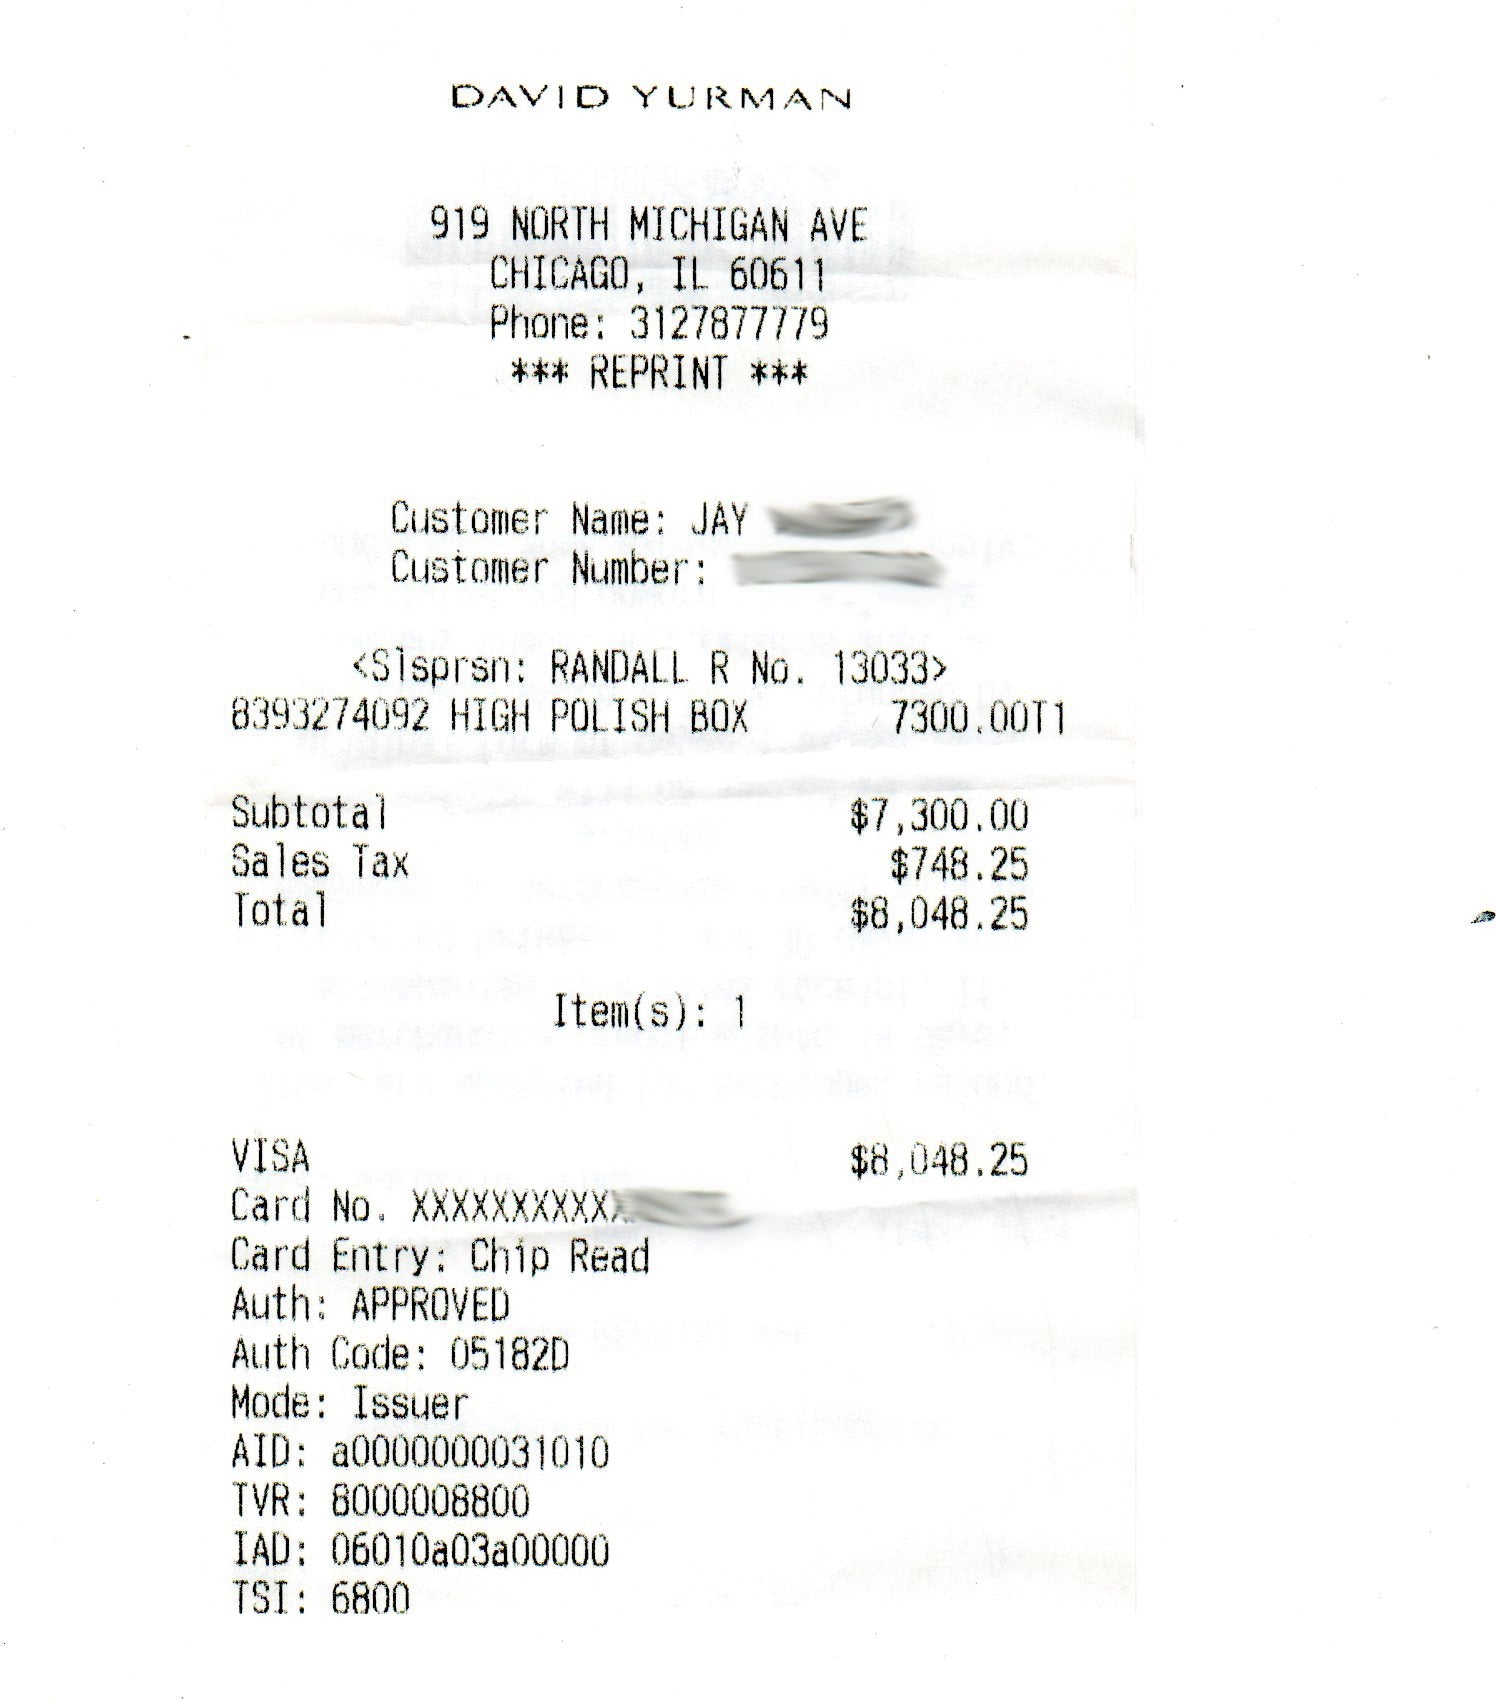 DAVID YURMAN
919 NORTH MICHIGAN AVE
CHICAGO, IL 60611
Phone: 3127877779
*** REPRINT ***
Customer Name: JAY
Customer Number:
<Slsprsn: RANDALL R No. 13033>
8393274092 HIGH POLISH BOX 7300.00T1
Subtotal $7,300.00
Sales Tax $748.25
Total $8,048.25
Item(s): 1
VISA $8,048.25
Card No. XXXXXXXXXXX
Card Entry: Chip Read
Auth: APPROVED
Auth Code: 05182D
Mode: Issuer
AID: a0000000031010
TVR: 8000008800
IAD: 06010a03a00000
TSI: 6800